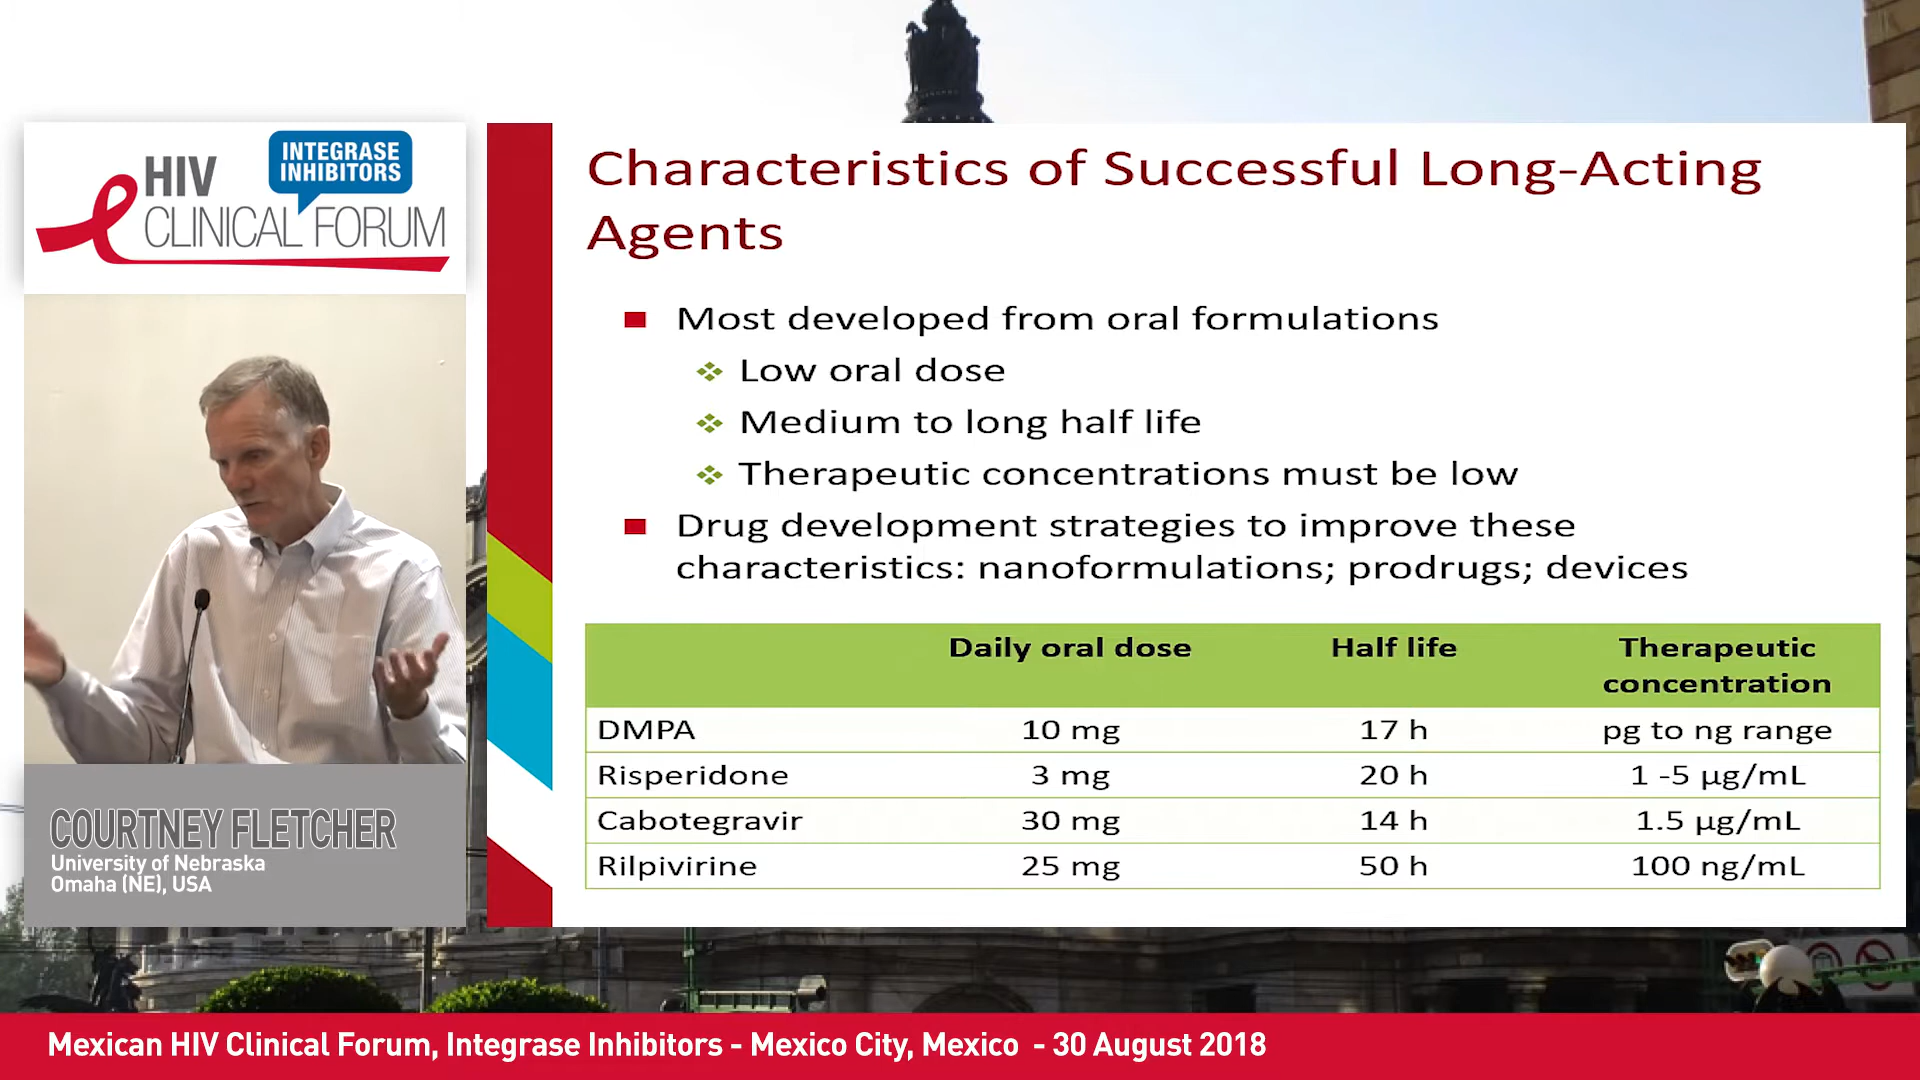 HIV
INTEGRASE
INHIBITORS
CLINICAL FORUM
COURTNEY FLETCHER
University of Nebraska
Omaha (NE), USA
Characteristics of Successful Long-Acting
Agents
Most developed from oral formulations
Low oral dose
Medium to long half life
Therapeutic concentrations must be low
Drug development strategies to improve these
characteristics: nanoformulations; prodrugs; devices
Daily oral dose Half life Therapeutic
concentration
DMPA 10 mg 17 h pg to ng range
Risperidone 3 mg 20 h 1 -5 µg/mL
Cabotegravir 30 mg 14 h 1.5 µg/mL
Rilpivirine 25 mg 50 h 100 ng/mL
Mexican HIV Clinical Forum, Integrase Inhibitors - Mexico City, Mexico - 30 August 2018